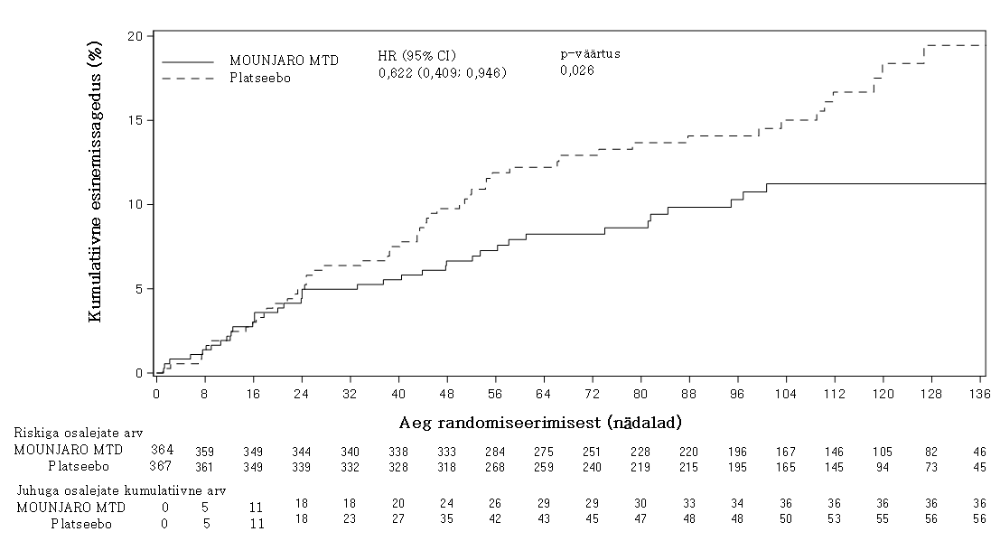 20
15
10
5
0
Kumulatiivne esinemissagedus (%)
MOUNJARO MTD
Platseebo
HR (95% CI)
0,622 (0,409; 0,946)
p-väärtus
0,026
0 8 16 24 32 40 48 56 64 72 80 88 96 104 112 120 128 136
Aeg randomiseerimisest (nädalad)
Riskiga osalejate arv
MOUNJARO MTD 364 359 349 344 340 338 333 284 275 251 228 220 196 167 146 105 82 46
Platseebo 367 361 349 339 332 328 318 268 259 240 219 215 195 165 145 94 73 45
Juhuga osalejate kumulatiivne arv
MOUNJARO MTD 0 5 11 18 18 20 24 26 29 29 30 33 34 36 36 36 36 36
Platseebo 0 5 11 18 23 27 35 42 43 45 47 48 48 50 53 55 56 56